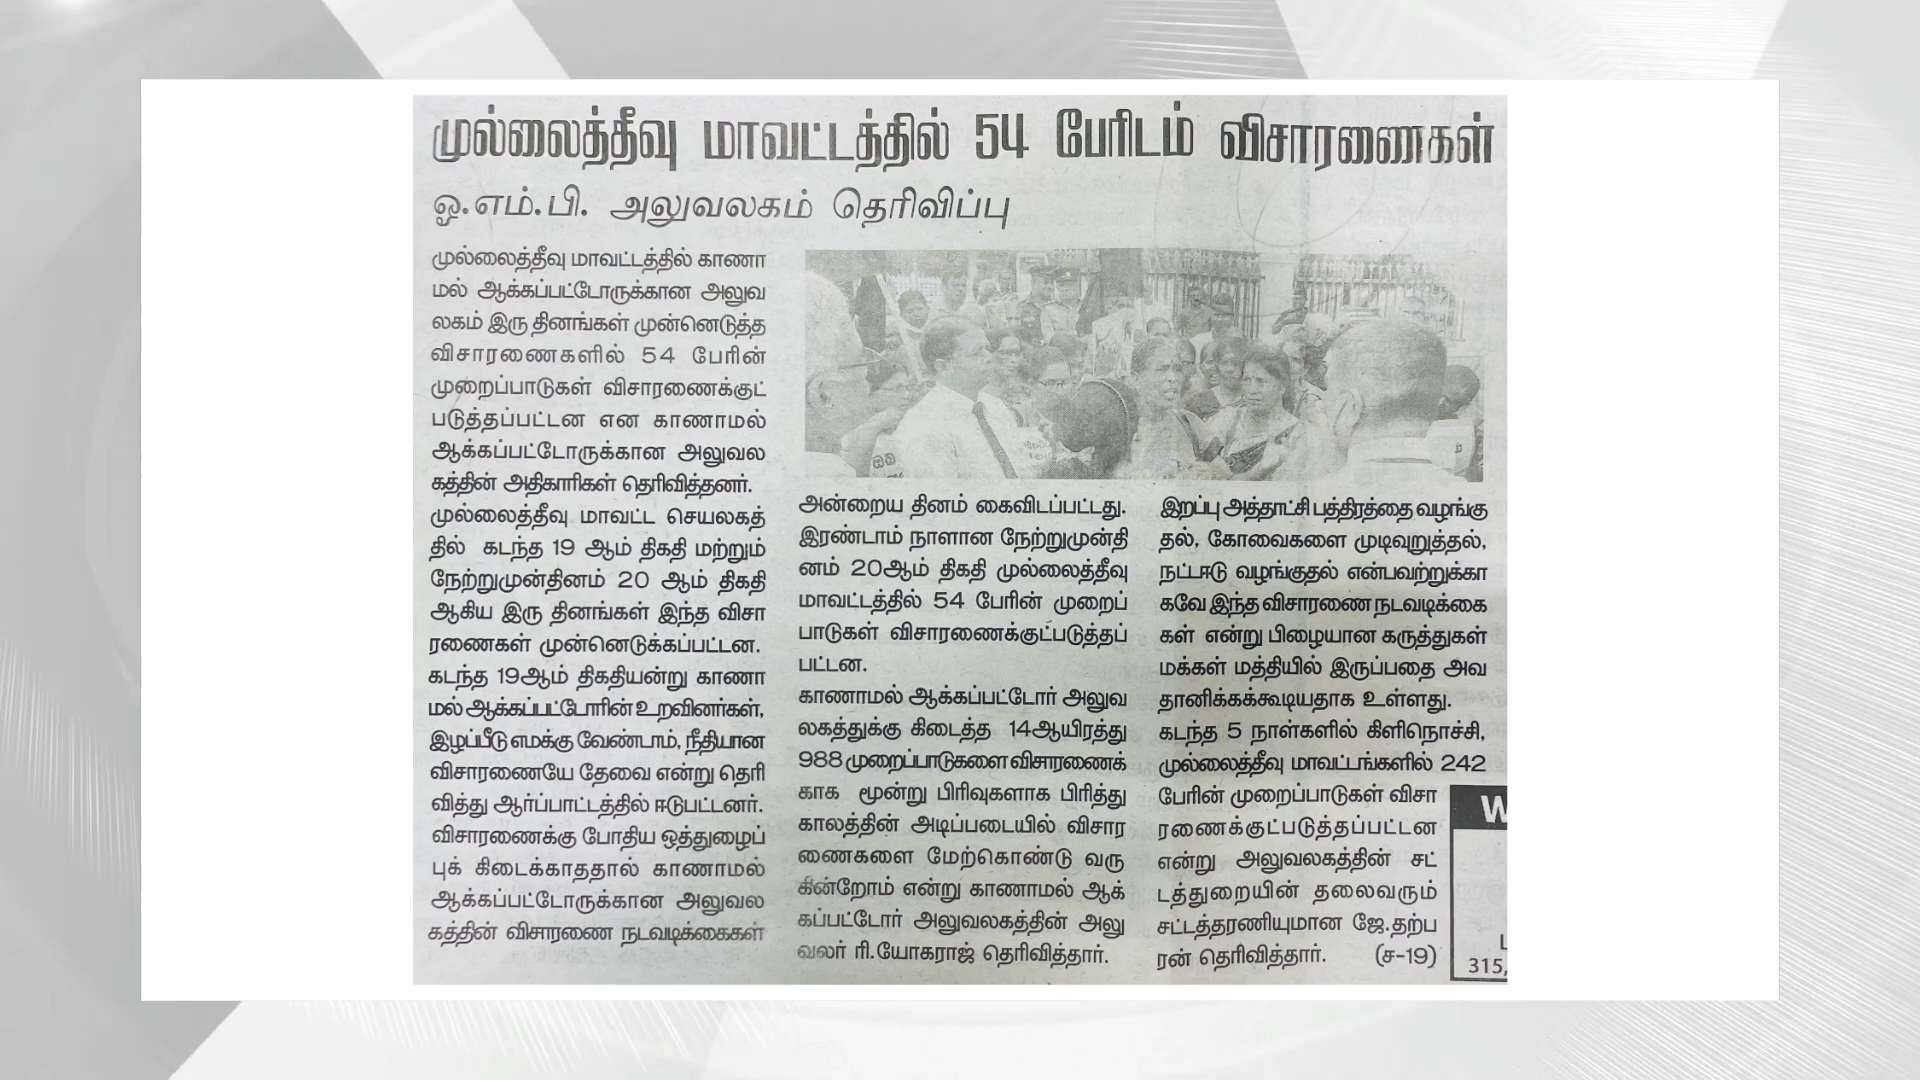 முல்லைத்தீவு மாவட்டத்தில் 54 பேரிடம் விசாரணைகள்
ஓ.எம்.பி. அலுவலகம் தெரிவிப்பு
முல்லைத்தீவு மாவட்டத்தில் காணா
மல் ஆக்கப்பட்டோருக்கான அலுவ
லகம் இரு தினங்கள் முன்னெடுத்த
விசாரணைகளில் 54 பேரின்
முறைப்பாடுகள் விசாரணைக்குட்
படுத்தப்பட்டன என காணாமல்
ஆக்கப்பட்டோருக்கான அலுவல
கத்தின் அதிகாரிகள் தெரிவித்தனர்.
முல்லைத்தீவு மாவட்ட செயலகத்
தில் கடந்த 19 ஆம் திகதி மற்றும்
நேற்றுமுன்தினம் 20 ஆம் திகதி
ஆகிய இரு தினங்கள் இந்த விசா
ரணைகள் முன்னெடுக்கப்பட்டன.
கடந்த 19ஆம் திகதியன்று காணா
மல் ஆக்கப்பட்டோரின் உறவினர்கள்,
இழப்பீடு எமக்கு வேண்டாம், நீதியான
விசாரணையே தேவை என்று தெரி
வித்து ஆர்ப்பாட்டத்தில் ஈடுபட்டனர்.
விசாரணைக்கு போதிய ஒத்துழைப்
புக் கிடைக்காததால் காணாமல்
ஆக்கப்பட்டோருக்கான அலுவல
கத்தின் விசாரணை நடவடிக்கைகள்
அன்றைய தினம் கைவிடப்பட்டது.
இரண்டாம் நாளான நேற்றுமுன்தி
னம் 20ஆம் திகதி முல்லைத்தீவு
மாவட்டத்தில் 54 பேரின் முறைப்
பாடுகள் விசாரணைக்குட்படுத்தப்
பட்டன.
காணாமல் ஆக்கப்பட்டோர் அலுவ
லகத்துக்கு கிடைத்த 14ஆயிரத்து
988 முறைப்பாடுகளை விசாரணைக்
காக மூன்று பிரிவுகளாக பிரித்து
காலத்தின் அடிப்படையில் விசார
ணைகளை மேற்கொண்டு வரு
கின்றோம் என்று காணாமல் ஆக்
கப்பட்டோர் அலுவலகத்தின் அலு
வலர் ரி.யோகராஜ் தெரிவித்தார்.
இறப்பு அத்தாட்சி பத்திரத்தை வழங்கு
தல், கோவைகளை முடிவுறுத்தல்,
நட்டஈடு வழங்குதல் என்பவற்றுக்கா
கவே இந்த விசாரணை நடவடிக்கை
கள் என்று பிழையான கருத்துகள்
மக்கள் மத்தியில் இருப்பதை அவ
தானிக்கக்கூடியதாக உள்ளது.
கடந்த 5 நாள்களில் கிளிநொச்சி,
முல்லைத்தீவு மாவட்டங்களில் 242
பேரின் முறைப்பாடுகள் விசா
ரணைக்குட்படுத்தப்பட்டன
என்று அலுவலகத்தின் சட்
டத்துறையின் தலைவரும்
சட்டத்தரணியுமான ஜே.தற்ப
ரன் தெரிவித்தார். (ச-19)
W
L
315,